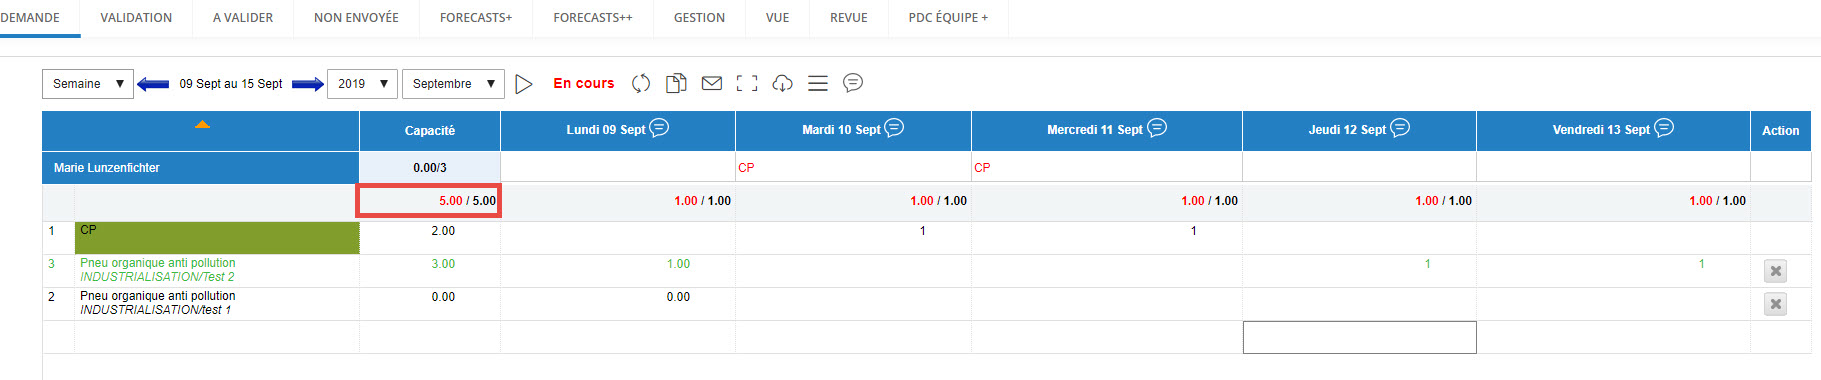 DEMANDE VALIDATION A VALIDER NON ENVOYÉE FORECASTS+ FORECASTS++ GESTION VUE REVUE PDC ÉQUIPE +
Semaine 09 Sept au 15 Sept 2019 Septembre En cours
Capacité Lundi 09 Sept Mardi 10 Sept Mercredi 11 Sept Jeudi 12 Sept Vendredi 13 Sept Action
Marie Lunzenfichter 0.00/3 CP CP
5.00 / 5.00 1.00 / 1.00 1.00 / 1.00 1.00 / 1.00 1.00 / 1.00 1.00 / 1.00
1 CP 2.00 1 1
3 Pneu organique anti pollution 3.00 1.00 1 1
INDUSTRIALISATION/Test 2
2 Pneu organique anti pollution 0.00 0.00
INDUSTRIALISATION/test 1